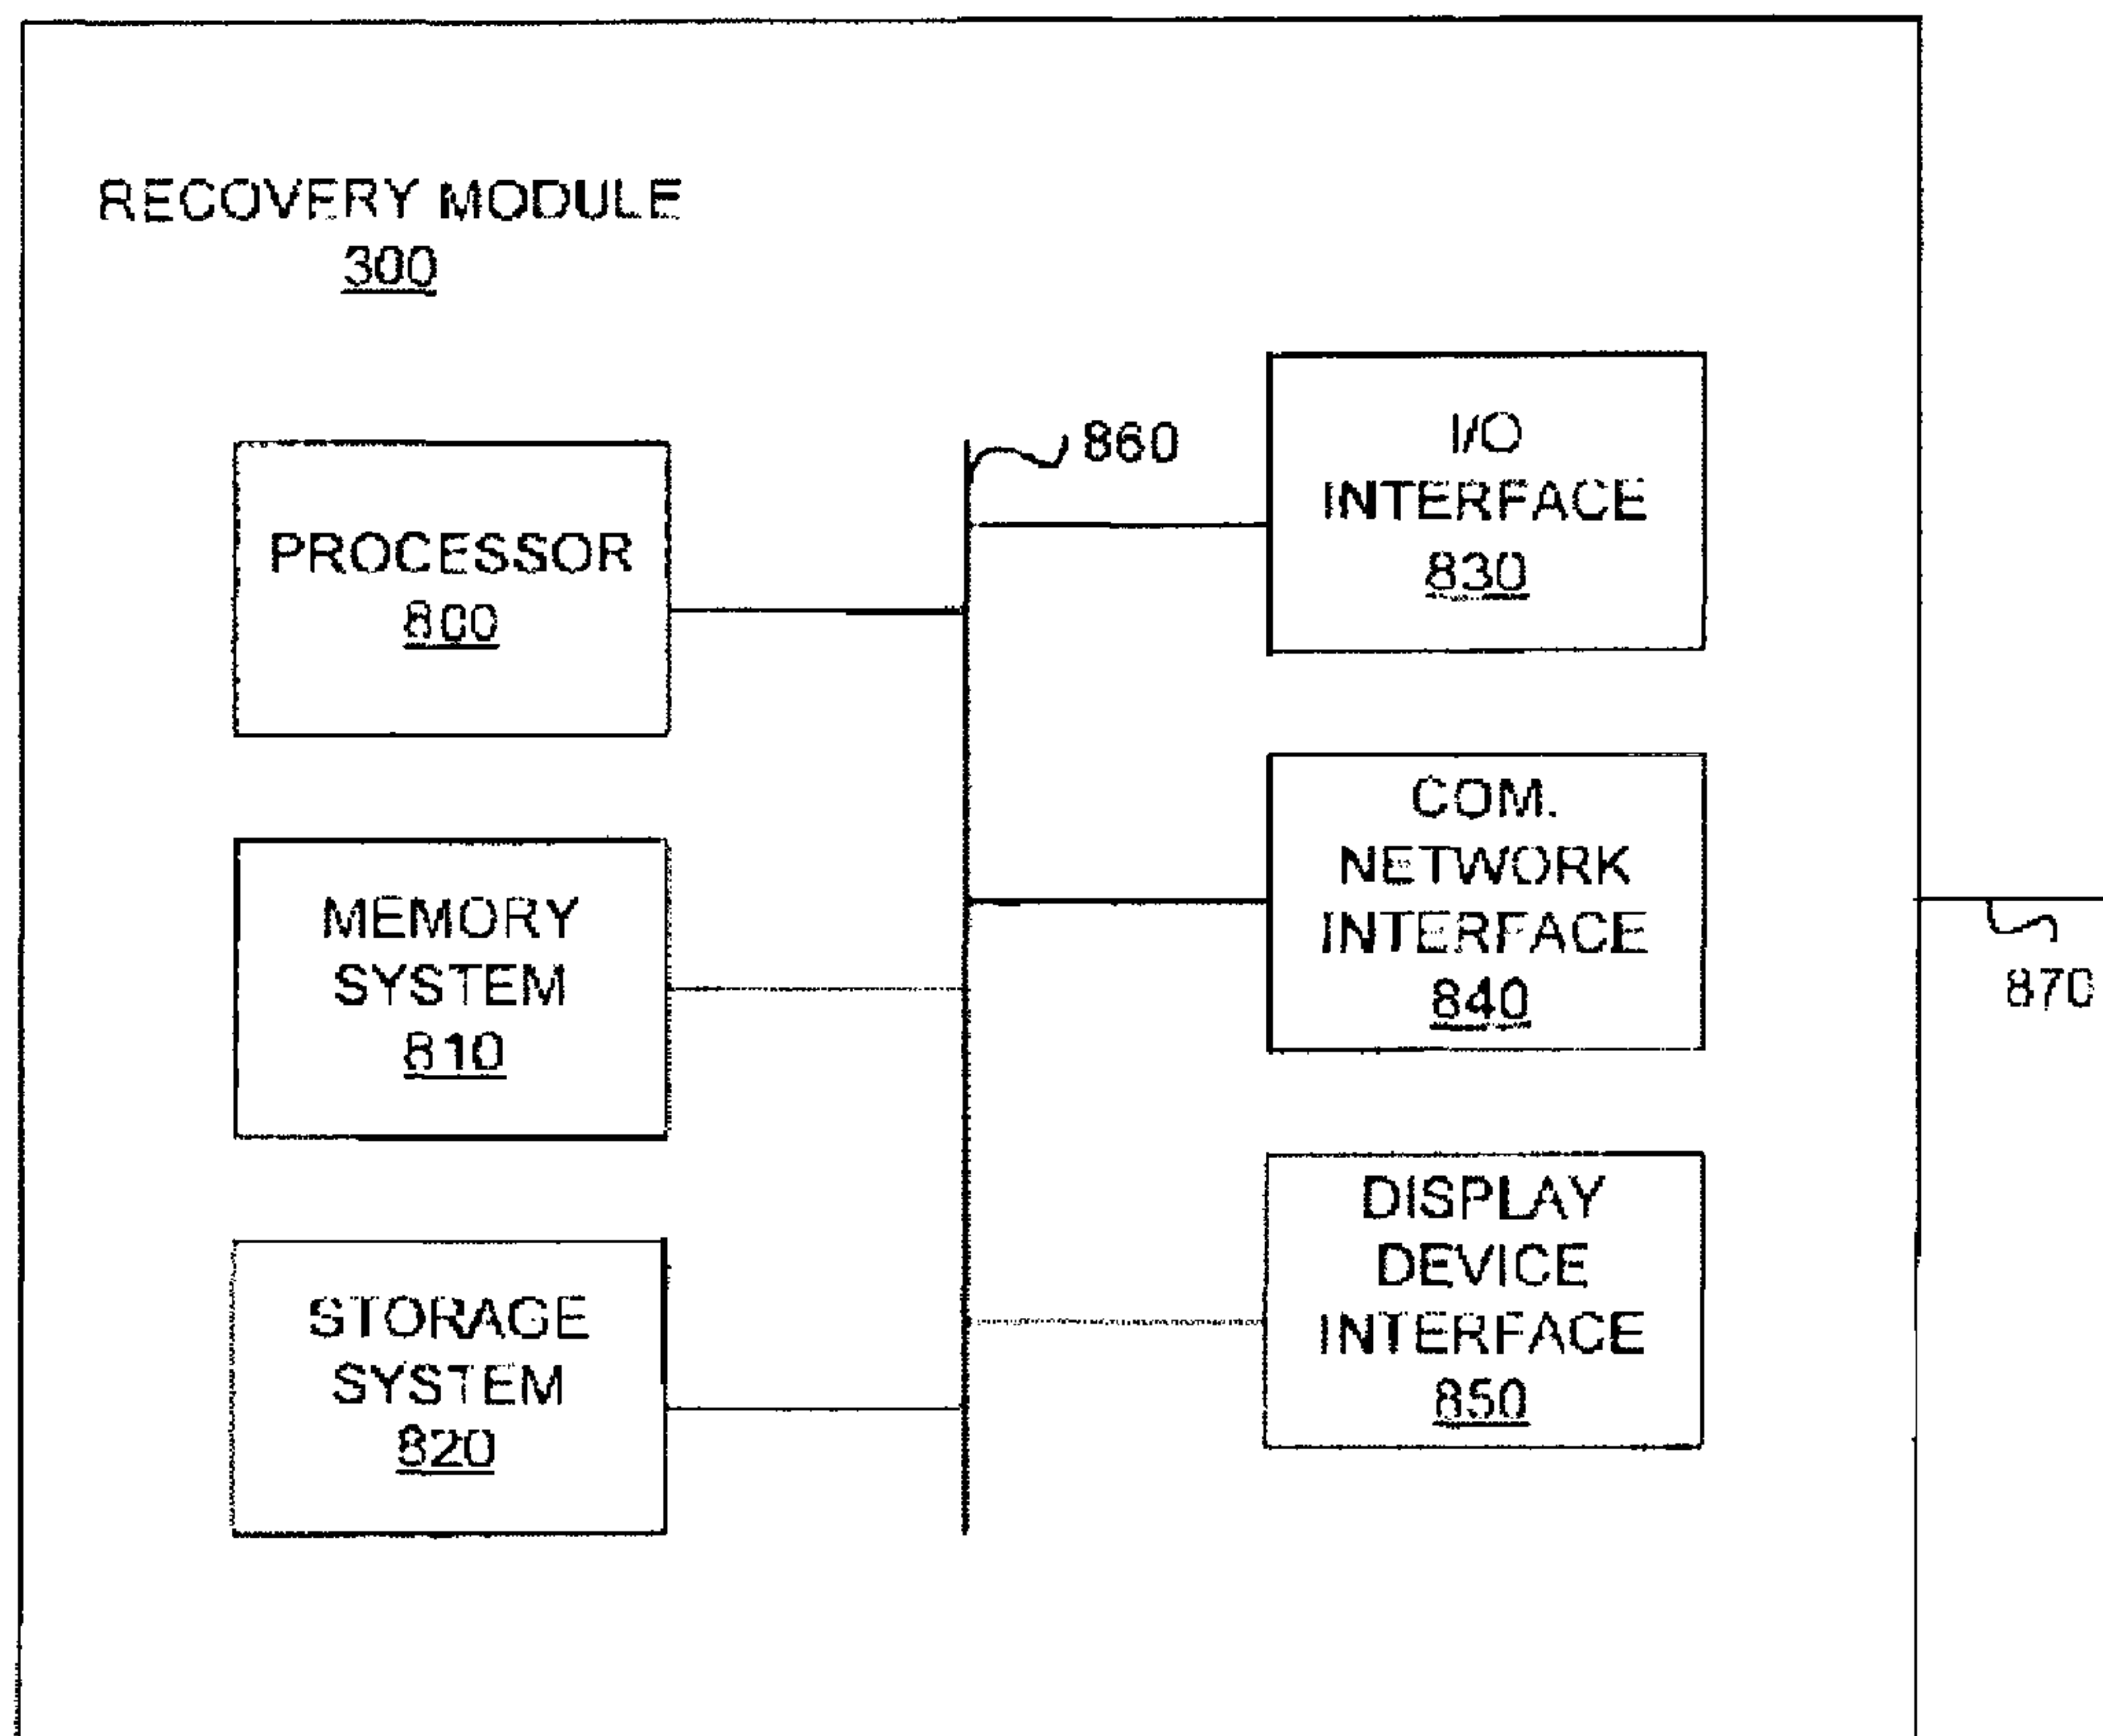 RECOVERY MODULE
300
PROCESSOR
800
MEMORY
SYSTEM
810
STORAGE
SYSTEM
820
860
I/O
INTERFACE
830
COM.
NETWORK
INTERFACE
840
DISPLAY
DEVICE
INTERFACE
850
870